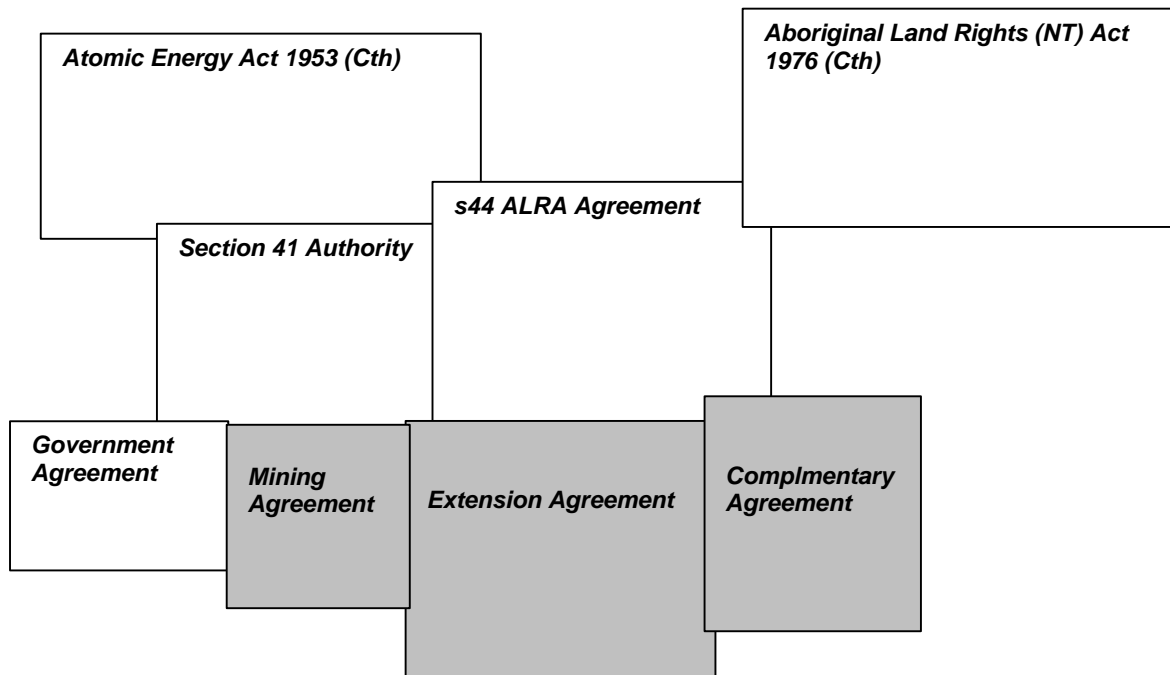 Atomic Energy Act 1953 (Cth)
Aboriginal Land Rights (NT) Act
1976 (Cth)
s44 ALRA Agreement
Section 41 Authority
Government
Agreement
Mining
Agreement
Extension Agreement
Complmentary
Agreement